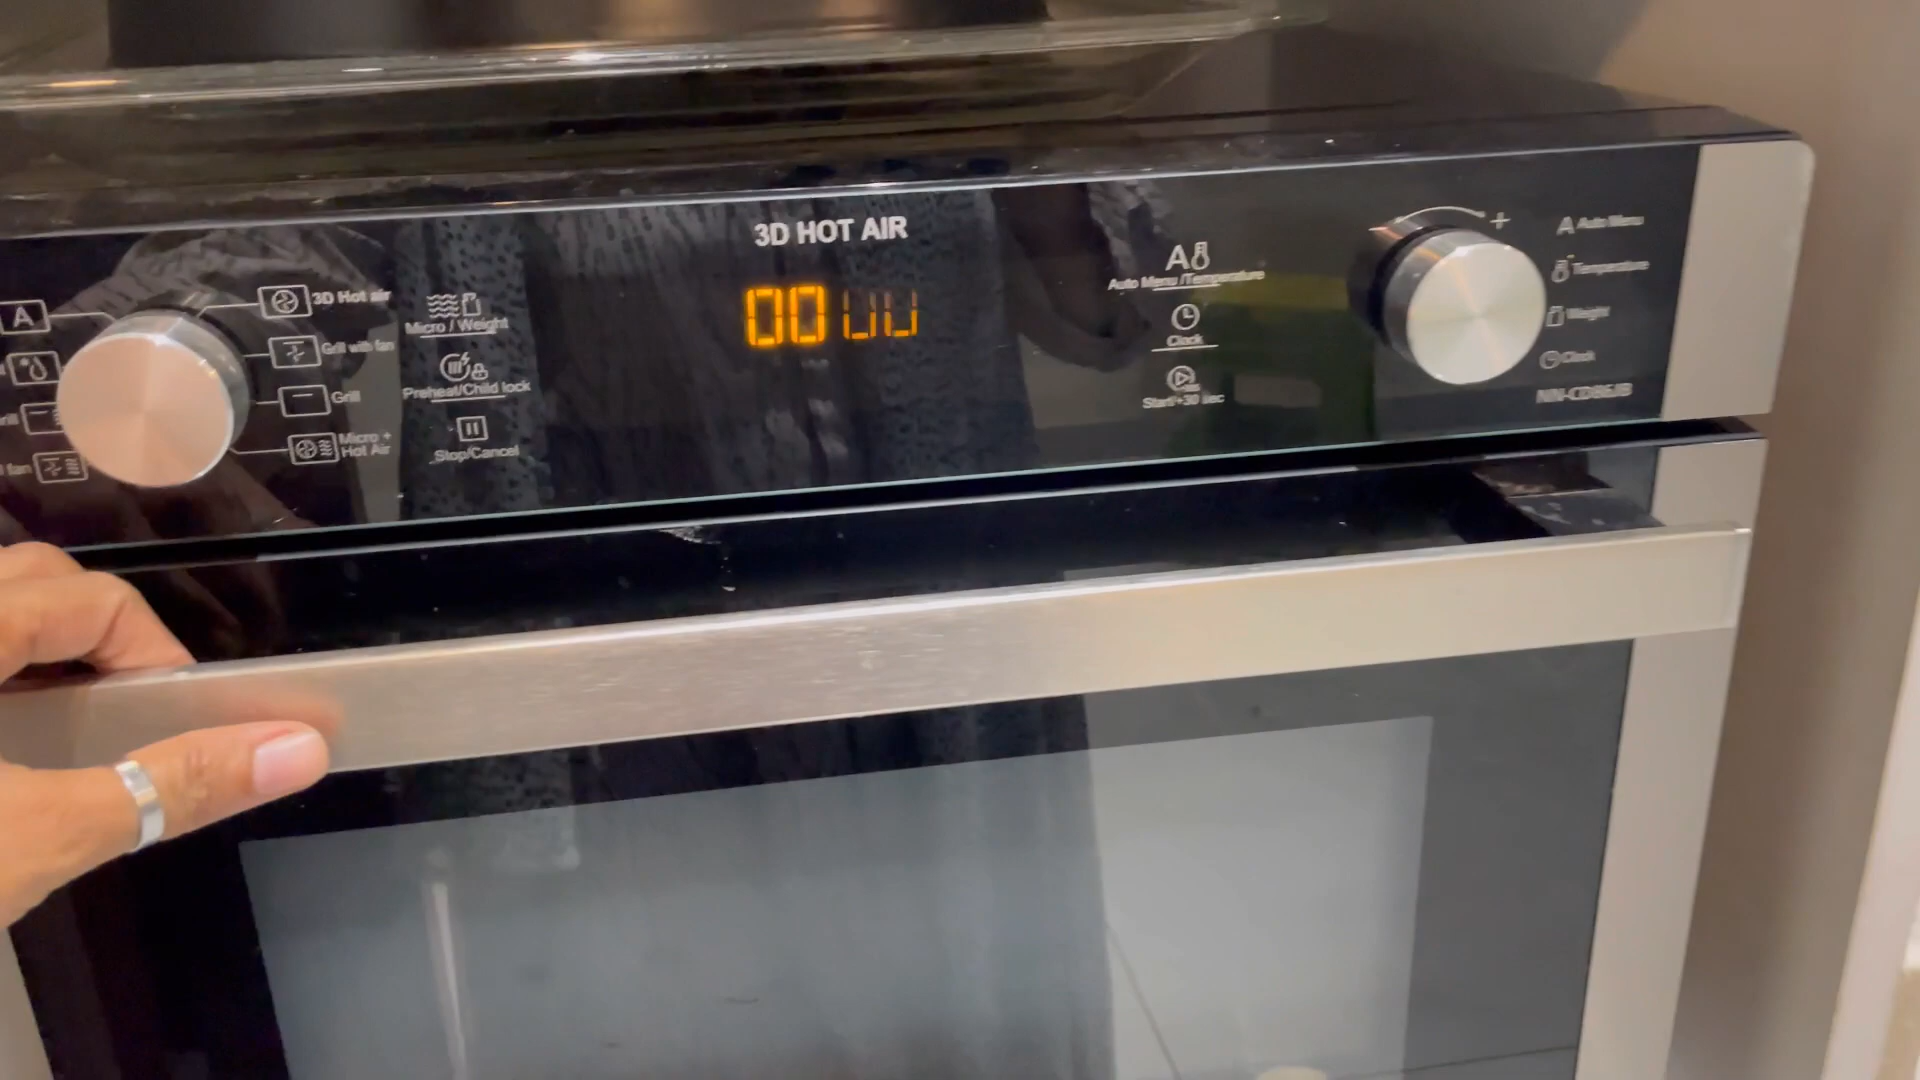 3D HOT AIR
A
3D Hot air
Grill with fan
Grill
Micro +
Hot Air
Micro / Weight
Preheat/Child lock
Stop/Cancel
00
A
Auto Menu /Temperature
Clock
Start/+30 sec
+
A Auto Menu
Temperature
Weight
Clock
fan